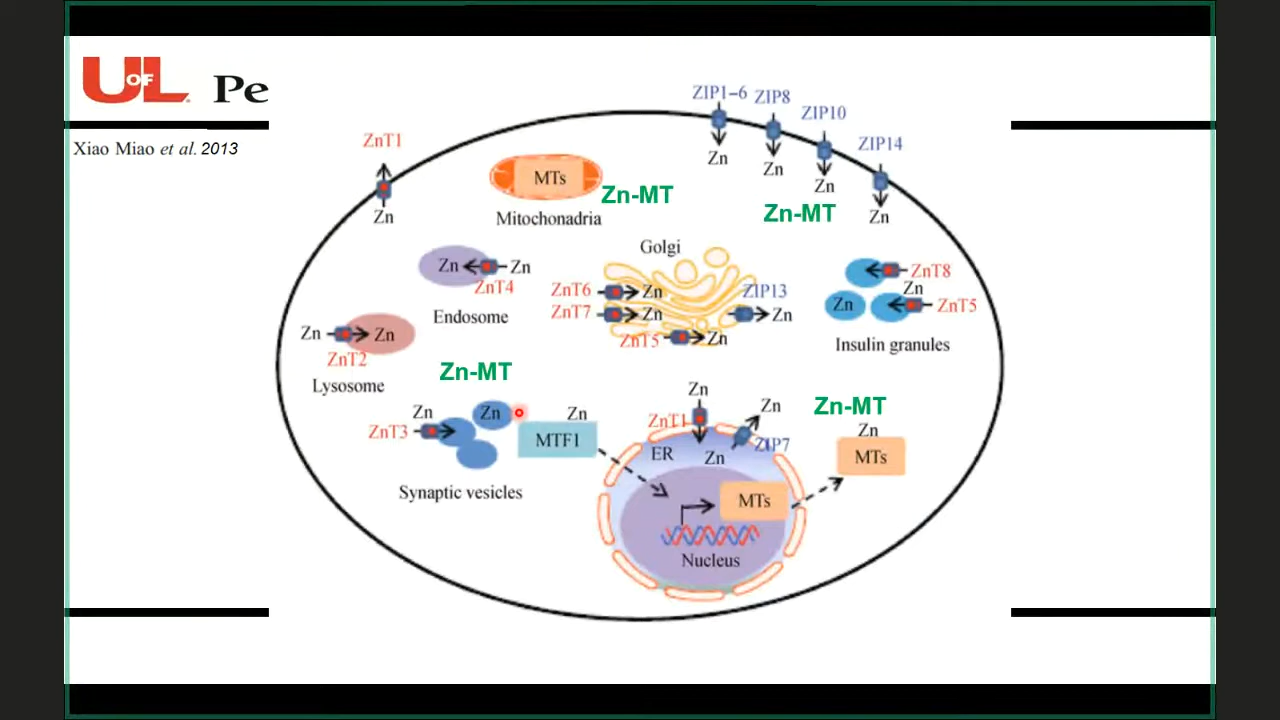 UofL Pe
Xiao Miao et al. 2013
ZIP1–6
ZIP8
ZIP10
ZIP14
Zn
Zn
Zn
Zn
ZnT1
Zn
MTs
Mitochonadria
Zn-MT
Zn-MT
Golgi
Zn Zn
ZnT4
Endosome
ZnT6 Zn
ZnT7 Zn
ZnT5 Zn
ZIP13
Zn
ZnT8
Zn
Zn ZnT5
Insulin granules
Zn Zn
ZnT2
Lysosome
Zn-MT
Zn
Zn
ZnT3
Synaptic vesicles
Zn
MTF1
Zn
ZnT1
Zn
ZIP7
ER
Zn
MTs
Nucleus
Zn-MT
Zn
MTs